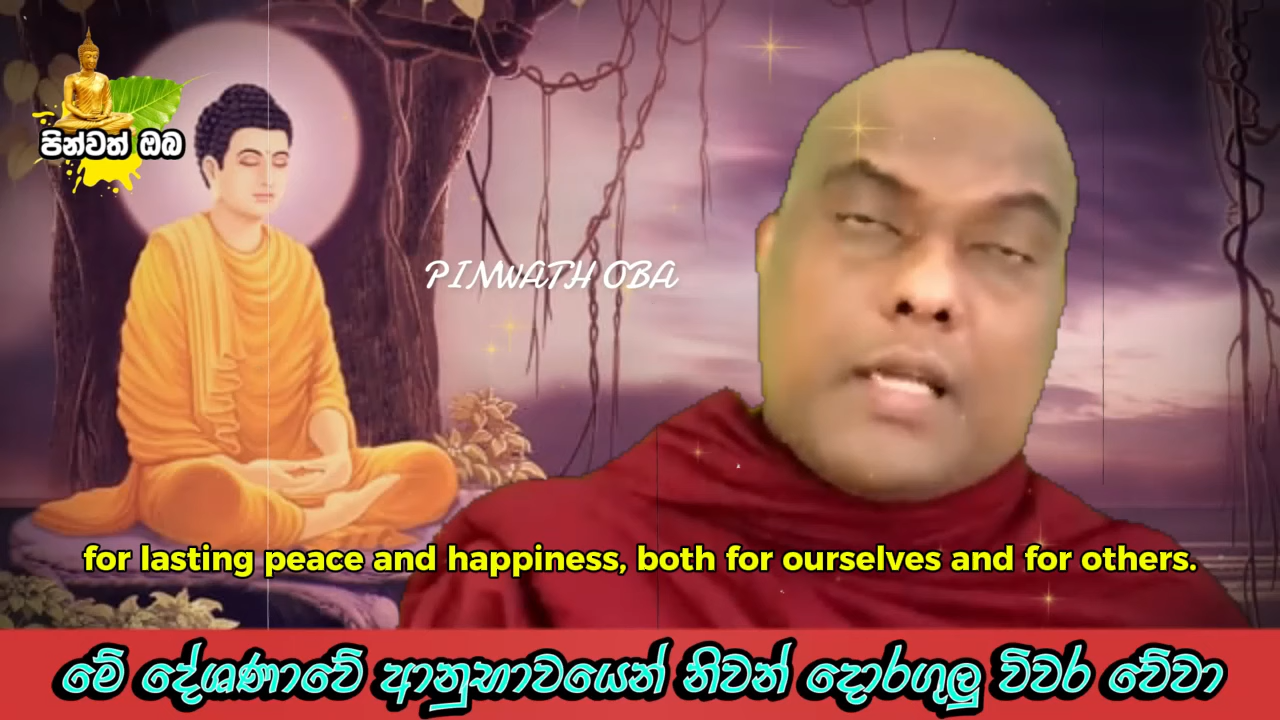 පින්වත් ඔබ
PINWATH OBA
for lasting peace and happiness, both for ourselves and for others.
මේ දේශණාවේ ආනුභාවයෙන් නිවන් දොරගුලු විවර වේවා